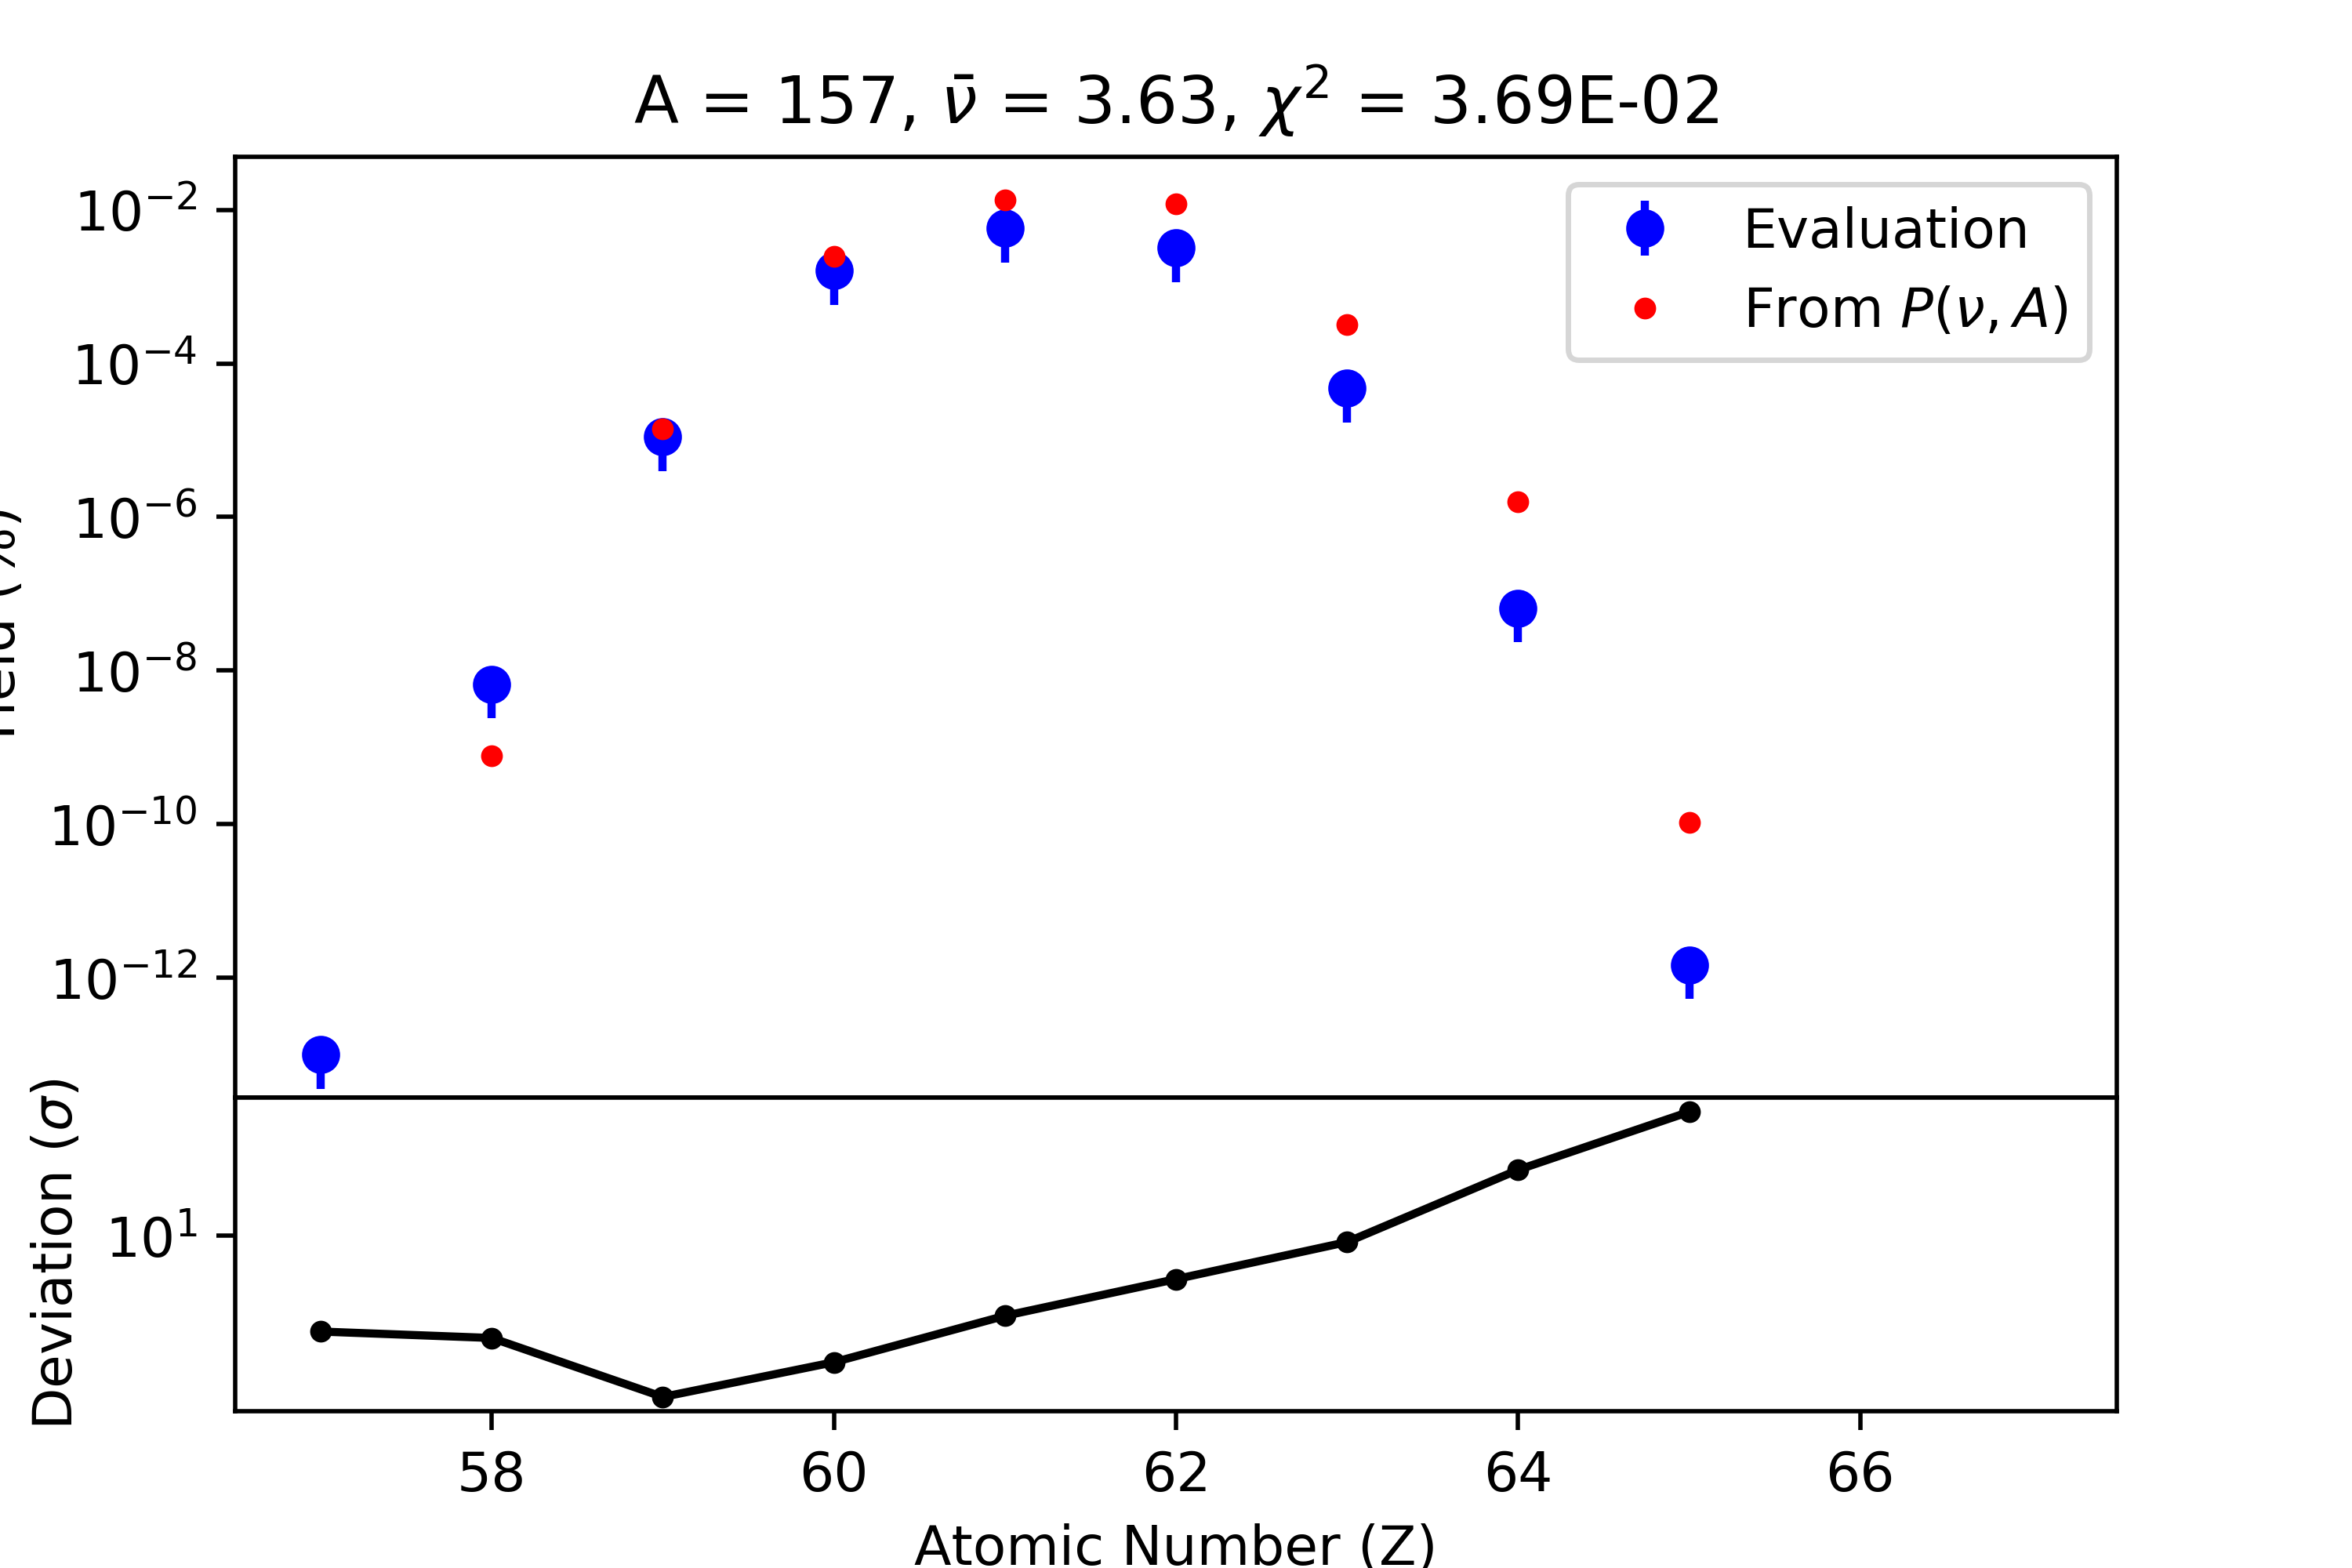 A = 157, ν̄ = 3.63, χ² = 3.69E-02
Evaluation
From P(ν, A)
10⁻²
10⁻⁴
10⁻⁶
10⁻⁸
10⁻¹⁰
10⁻¹²
(%)
Deviation (σ)
10¹
58 60 62 64 66
Atomic Number (Z)